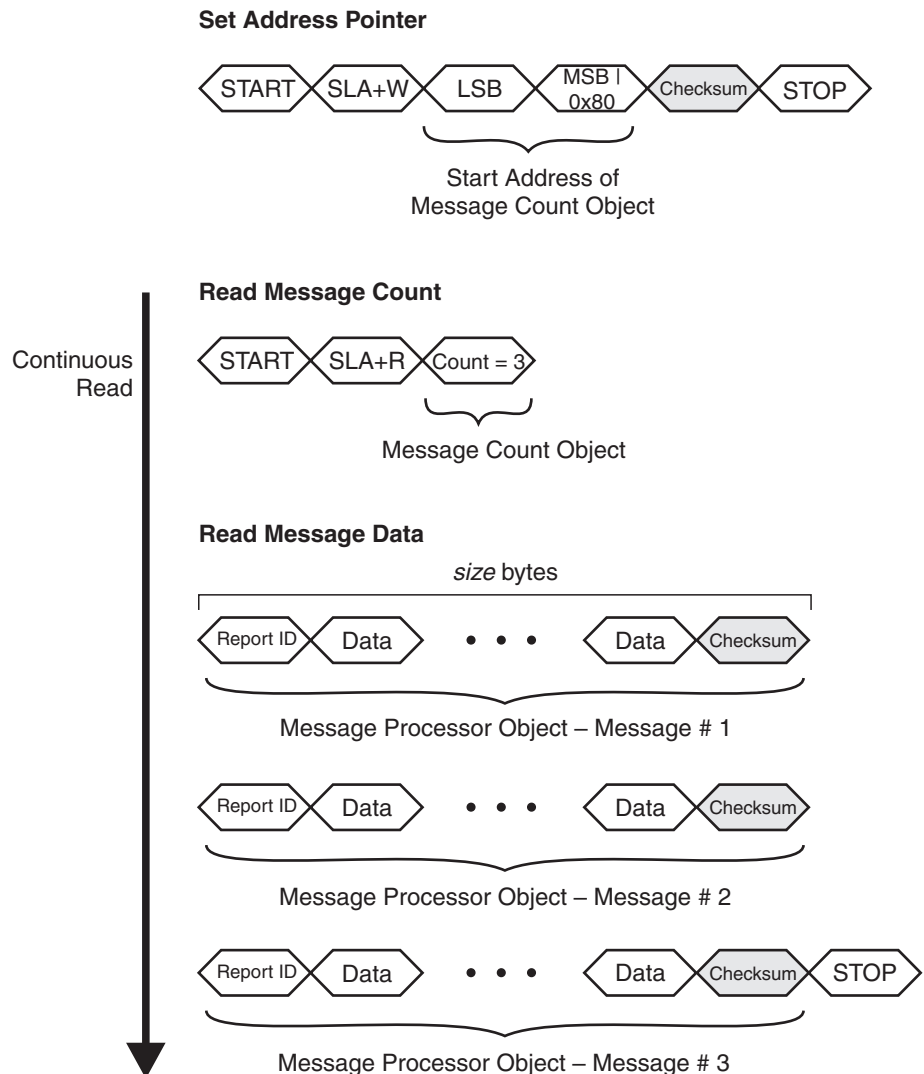 Set Address Pointer
START SLA+W LSB MSB | 0x80 Checksum STOP
Start Address of
Message Count Object
Read Message Count
Continuous
Read
START SLA+R Count = 3
Message Count Object
Read Message Data
size bytes
Report ID Data • • • Data Checksum
Message Processor Object – Message # 1
Report ID Data • • • Data Checksum
Message Processor Object – Message # 2
Report ID Data • • • Data Checksum STOP
Message Processor Object – Message # 3